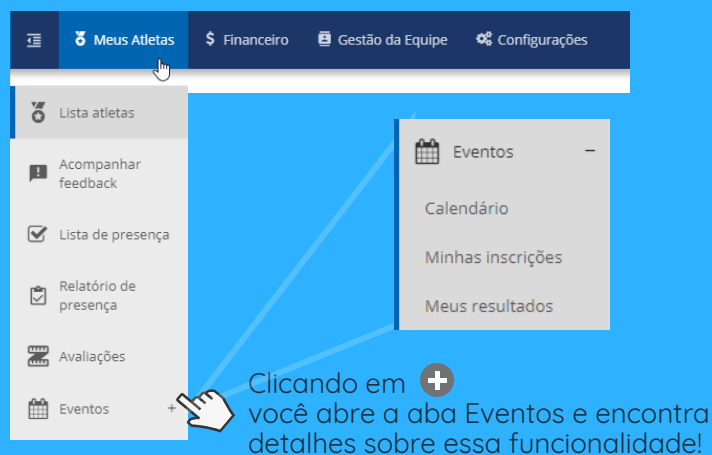 Meus Atletas
$ Financeiro
Gestão da Equipe
Configurações
Lista atletas
Acompanhar
feedback
Lista de presença
Relatório de
presença
Avaliações
Eventos +
Eventos –
Calendário
Minhas inscrições
Meus resultados
Clicando em +
você abre a aba Eventos e encontra
detalhes sobre essa funcionalidade!